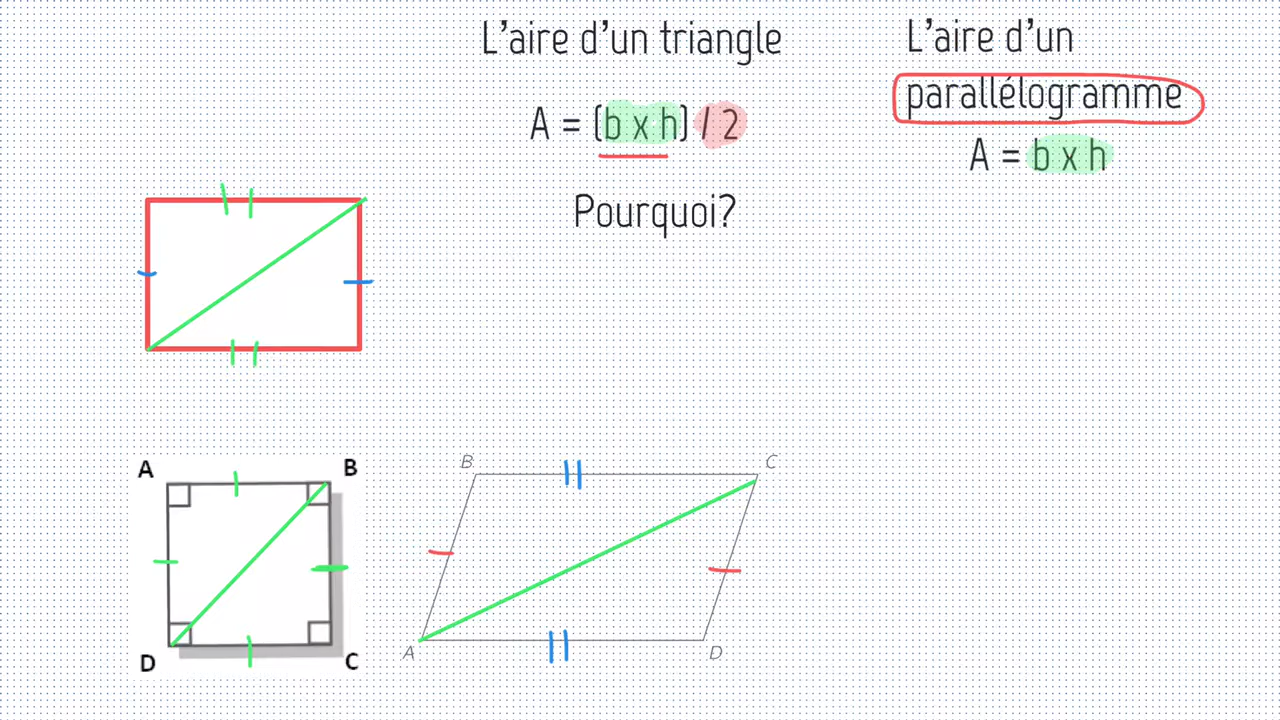 L'aire d'un triangle
A = (b x h) / 2
Pourquoi?
L'aire d'un
parallélogramme
A = b x h
A
B
D
C
B
C
A
D